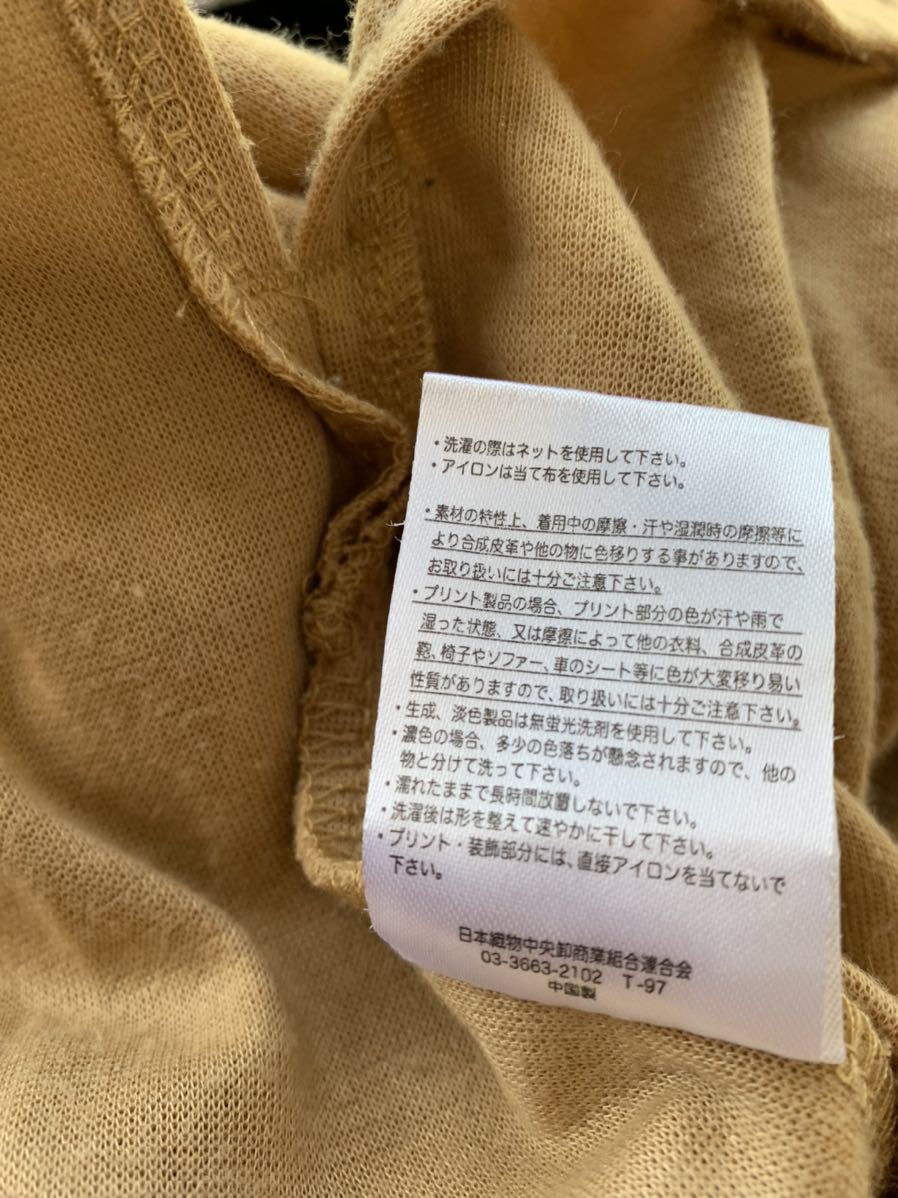 ・洗濯の際はネットを使用して下さい。
・アイロンは当て布を使用して下さい。
・素材の特性上、着用中の摩擦・汗や湿潤時の摩擦等に
より合成皮革や他の物に色移りする事がありますので、
お取り扱いには十分ご注意下さい。
・プリント製品の場合、プリント部分の色が汗や雨で
湿った状態、又は摩擦によって他の衣料、合成皮革の
鞄、椅子やソファー、車のシート等に色が大変移り易い
性質がありますので、取り扱いには十分ご注意下さい。
・生成、淡色製品は無蛍光洗剤を使用して下さい。
・濃色の場合、多少の色落ちが懸念されますので、他の
物と分けて洗って下さい。
・濡れたままで長時間放置しないで下さい。
・洗濯後は形を整えて速やかに干して下さい。
・プリント・装飾部分には、直接アイロンを当てないで
下さい。
日本織物中央卸商業組合連合会
03-3663-2102 T-97
中国製